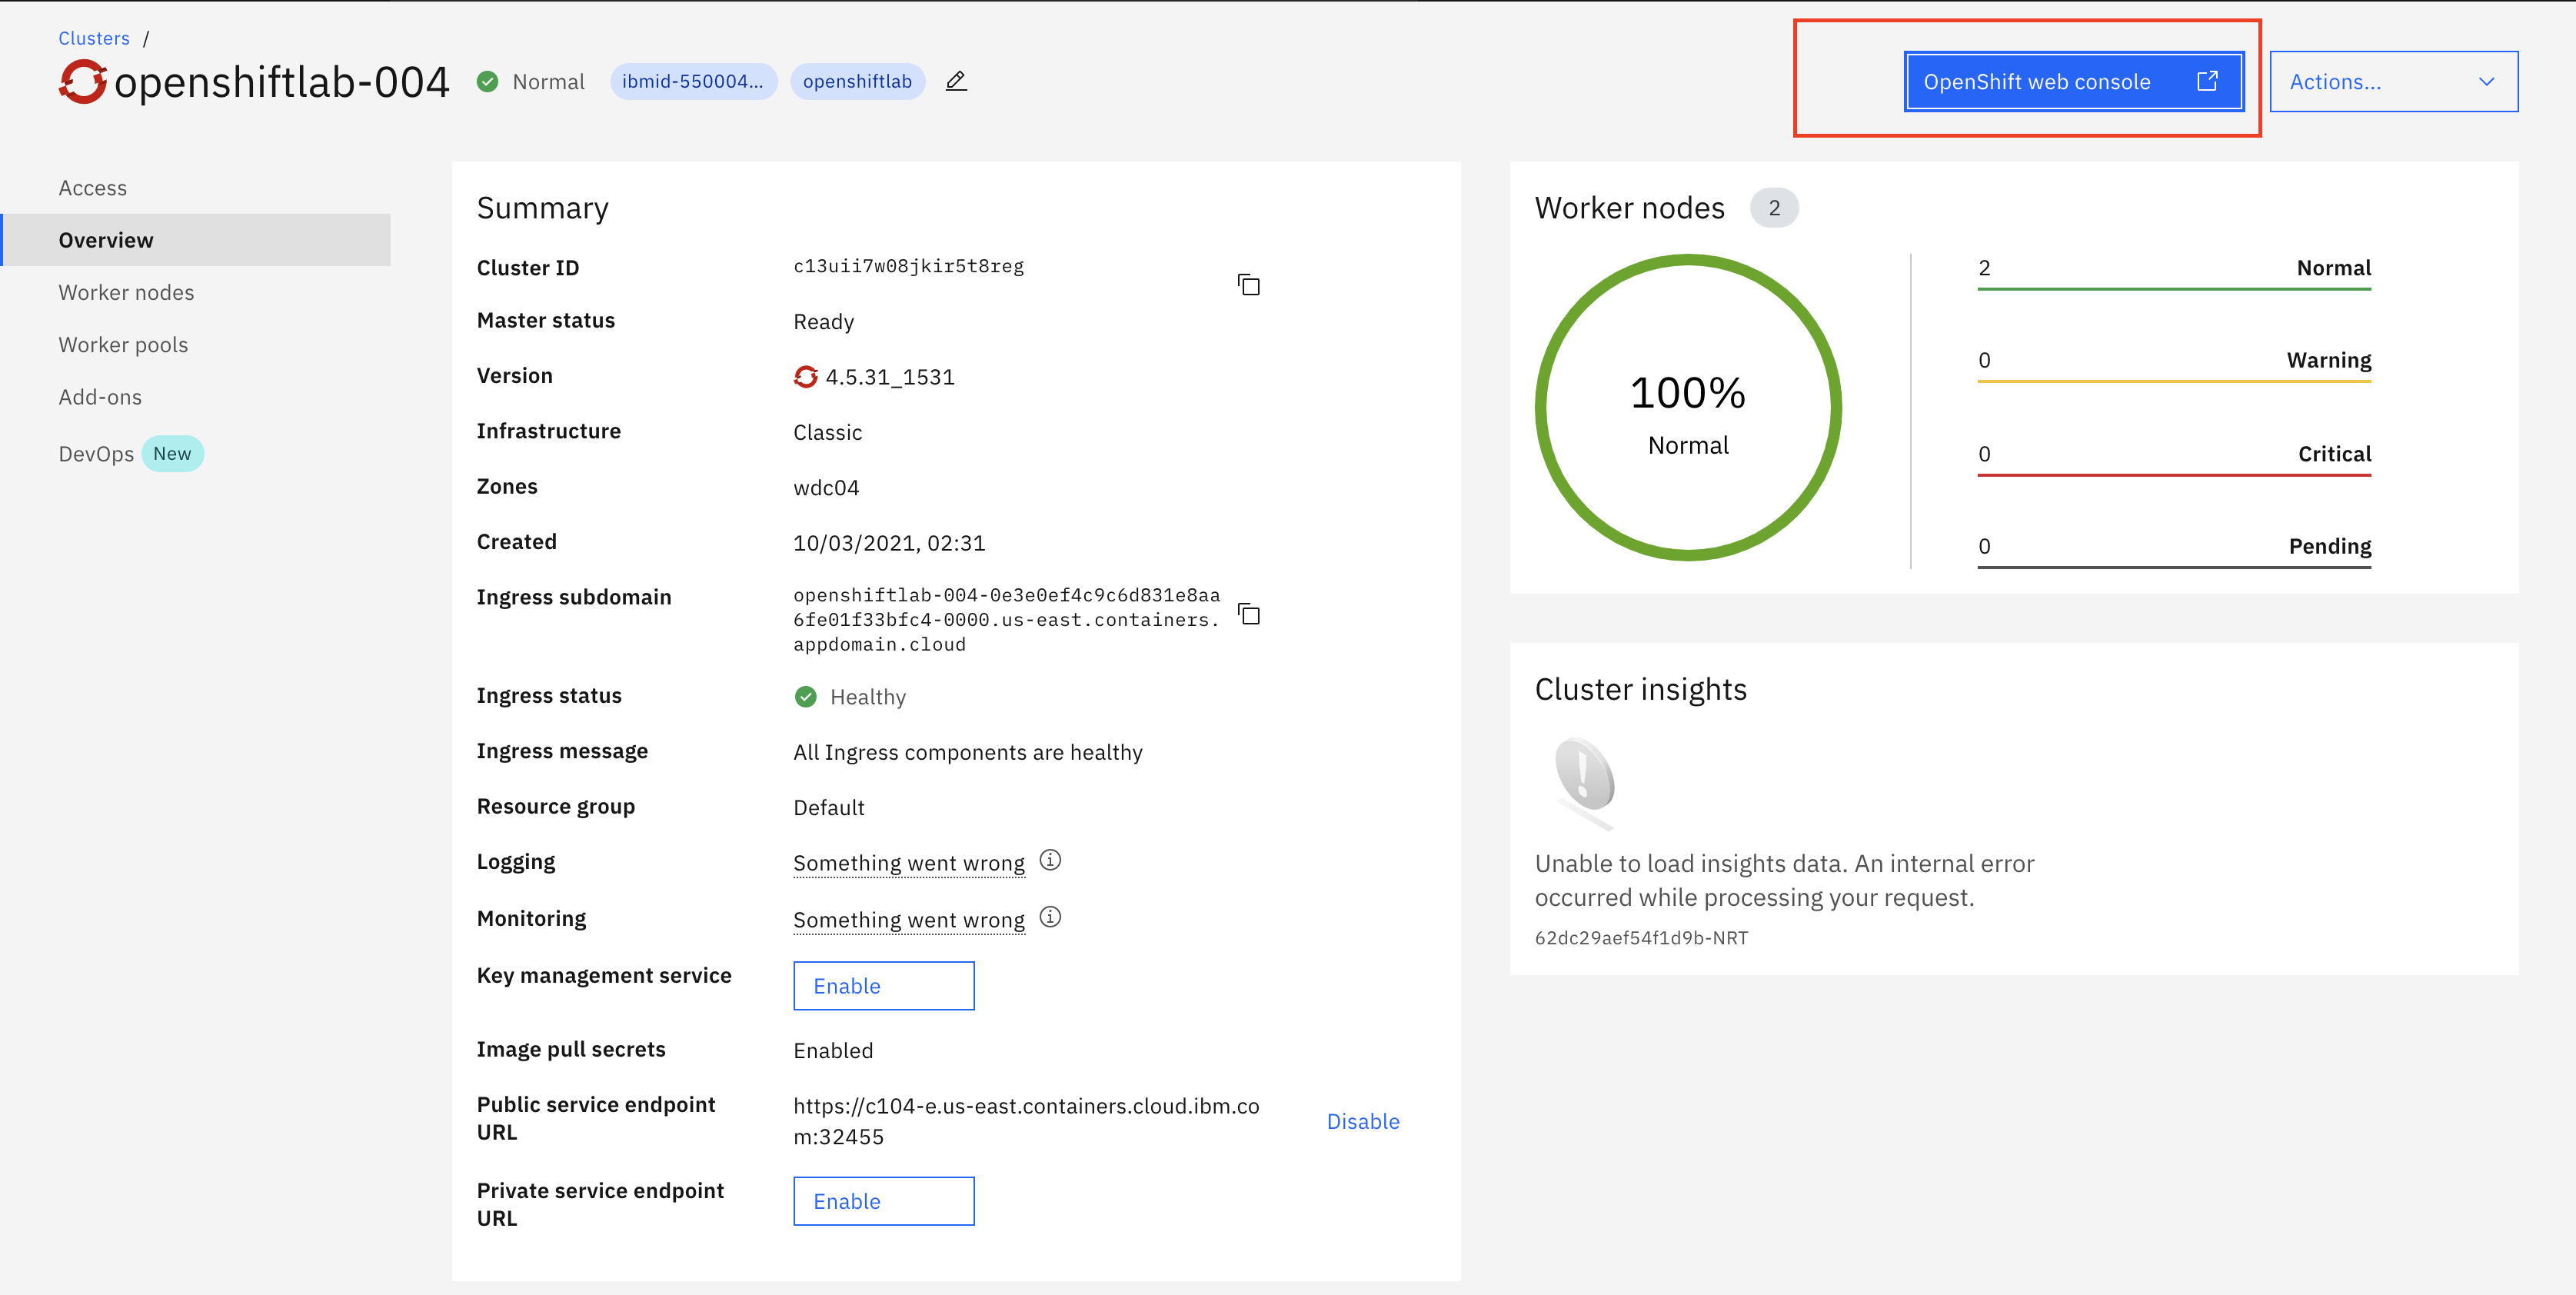 Clusters /
openshiftlab-004
Normal
ibmid-550004...
openshiftlab
OpenShift web console
Actions...
Access
Overview
Worker nodes
Worker pools
Add-ons
DevOps New
Summary
Cluster ID c13uii7w08jkir5t8reg
Master status Ready
Version 4.5.31_1531
Infrastructure Classic
Zones wdc04
Created 10/03/2021, 02:31
Ingress subdomain openshiftlab-004-0e3e0ef4c9c6d831e8aa
6fe01f33bfc4-0000.us-east.containers.
appdomain.cloud
Ingress status Healthy
Ingress message All Ingress components are healthy
Resource group Default
Logging Something went wrong
Monitoring Something went wrong
Key management service Enable
Image pull secrets Enabled
Public service endpoint
URL
https://c104-e.us-east.containers.cloud.ibm.co
m:32455
Disable
Private service endpoint
URL
Enable
Worker nodes 2
100%
Normal
2 Normal
0 Warning
0 Critical
0 Pending
Cluster insights
Unable to load insights data. An internal error
occurred while processing your request.
62dc29aef54f1d9b-NRT